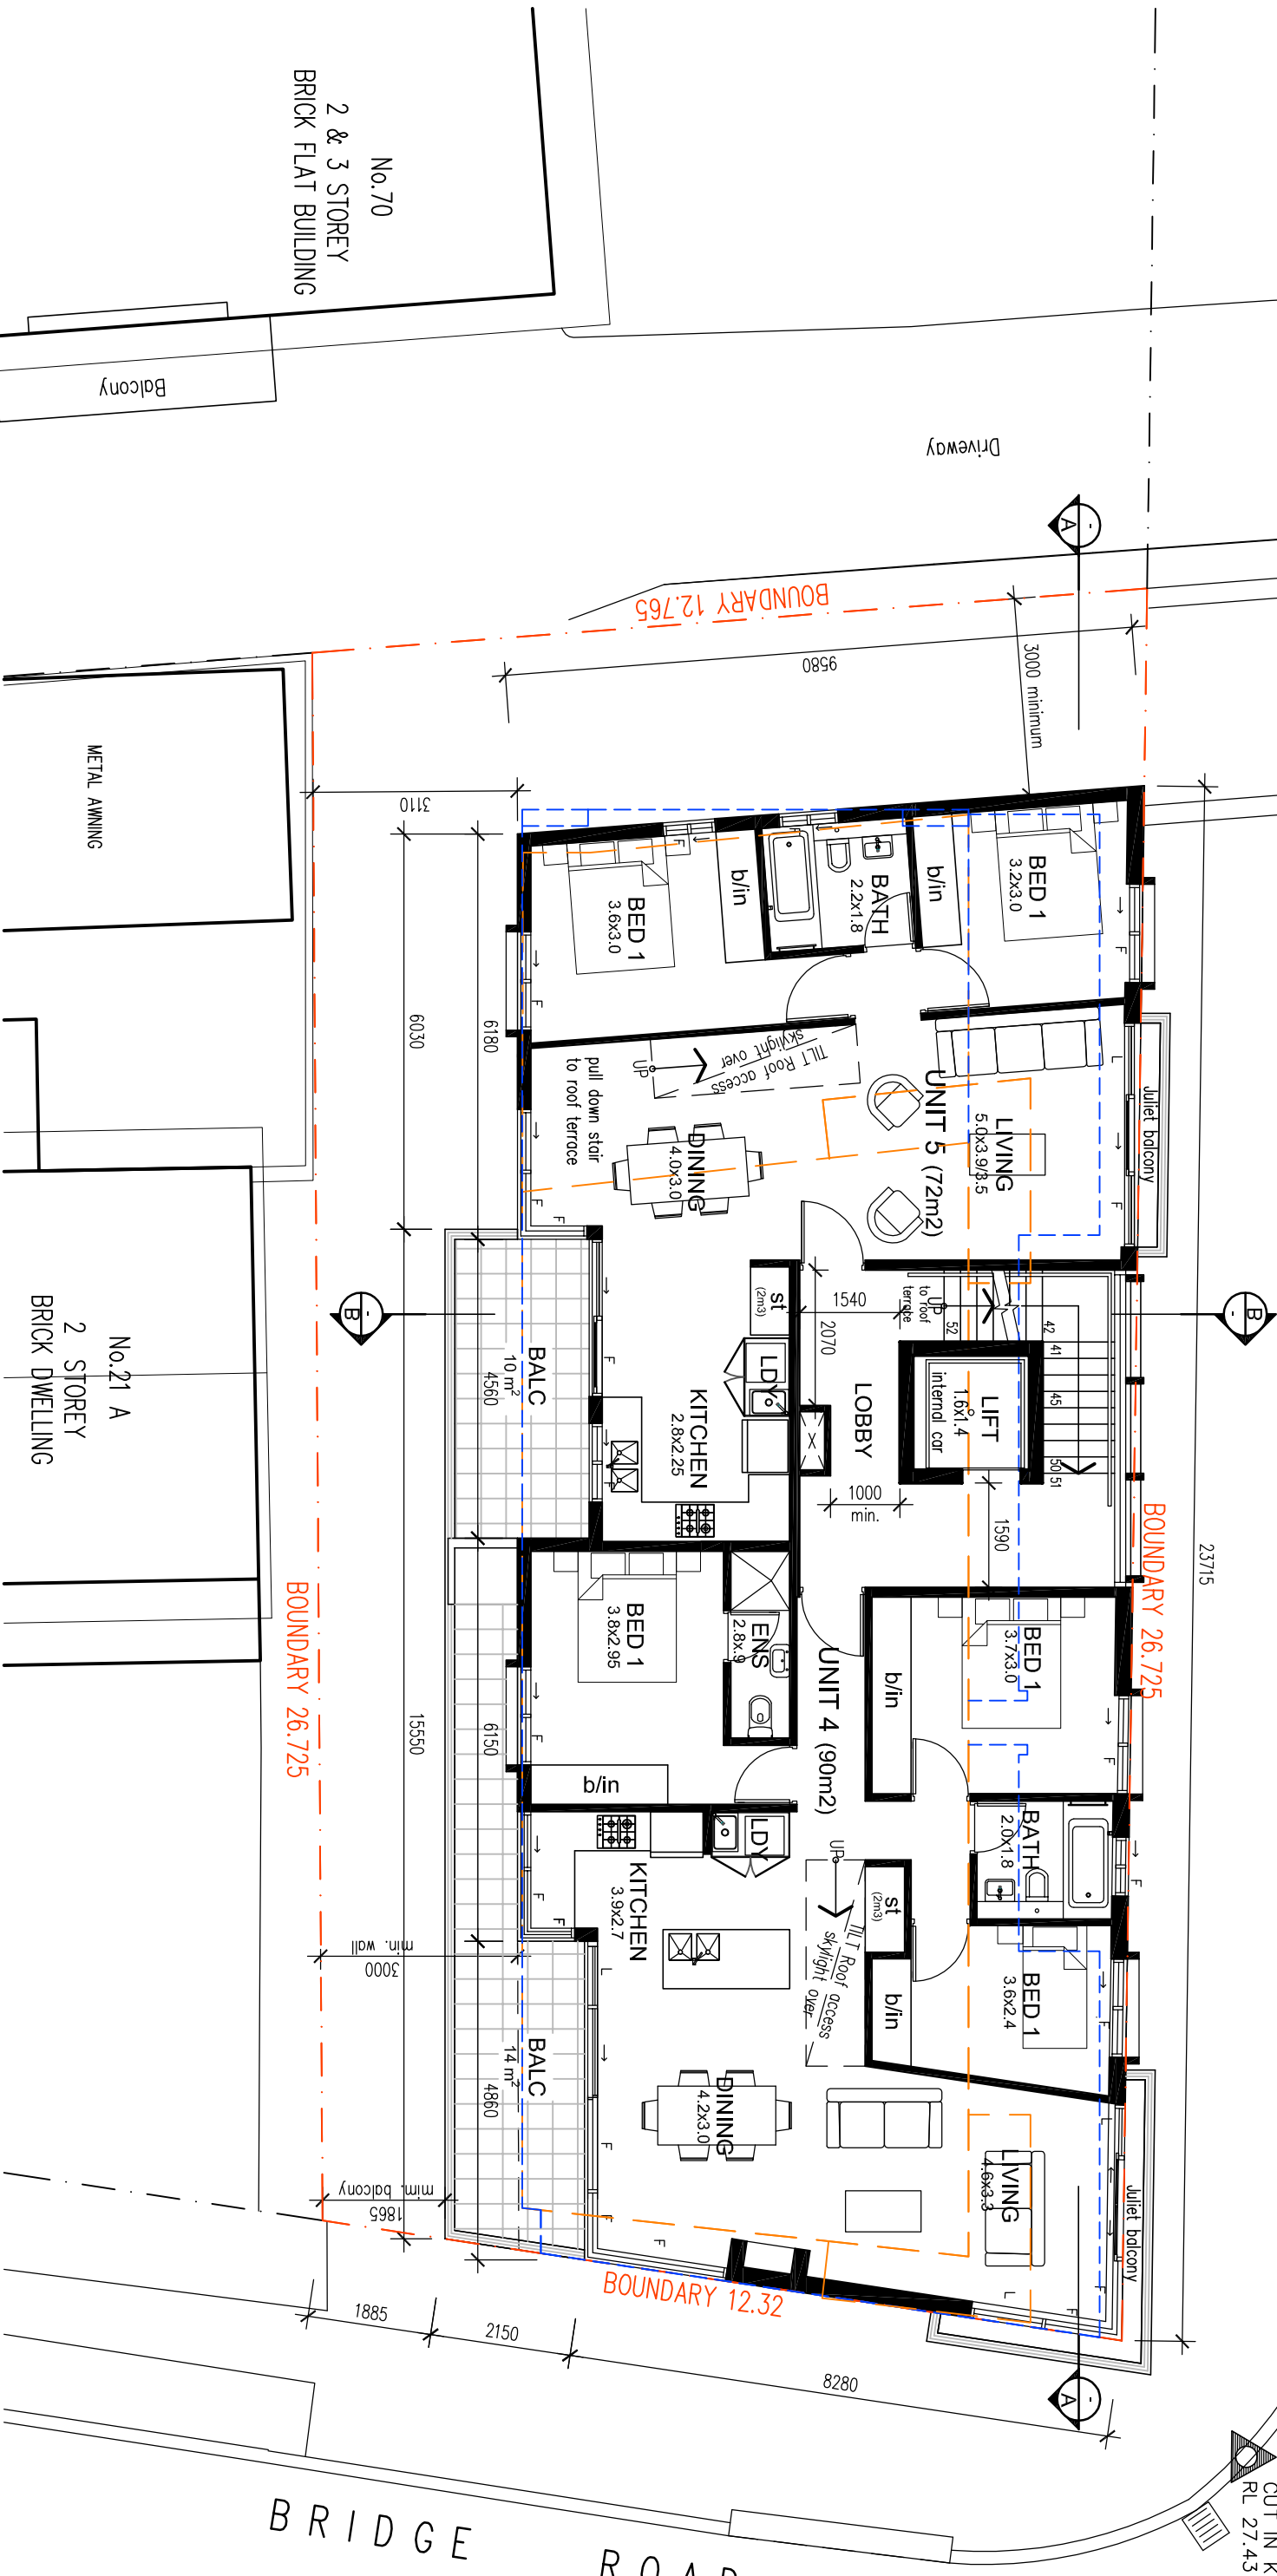 No.70
2 & 3 STOREY
BRICK FLAT BUILDING
Balcony
Driveway
A
-
BOUNDARY 12.765
9580
3000 minimum
METAL AWNING
3110
6030
6180
23715
BED 1
3.2x3.0
b/in
BATH
2.2x1.8
b/in
BED 1
3.6x3.0
F
F
F
F
UP
TILT Roof access
skylight over
pull down stair
to roof terrace
UNIT 5 (72m2)
LIVING
5.0x3.9/3.5
Juliet balcony
L
F
DINING
4.0x3.0
F
F
B
-
B
-
st
(2m3)
LDY
KITCHEN
2.8x2.25
BALC
10 m²
4560
F
F
1540
2070
LOBBY
UP
to roof
terrace
52
42
41
45
50
51
LIFT
1.6x1.4
internal car
1000
min.
1590
BOUNDARY 26.725
No.21 A
2 STOREY
BRICK DWELLING
BOUNDARY 26.725
15550
6150
BED 1
3.8x2.95
F
b/in
ENS
2.8x.9
UNIT 4 (90m2)
BED 1
3.7x3.0
b/in
F
BATH
2.0x1.8
F
LDY
KITCHEN
3.9x2.7
F
F
UP
TILT Roof access
skylight over
st
(2m3)
b/in
BED 1
3.6x2.4
F
3000
min. wall
BALC
14 m²
4860
L
F
F
F
DINING
4.2x3.0
LIVING
4.6x3.3
Juliet balcony
L
F
L
F
1865
mim. balcony
BOUNDARY 12.32
1885
2150
8280
A
-
RL 27.43
BRIDGE